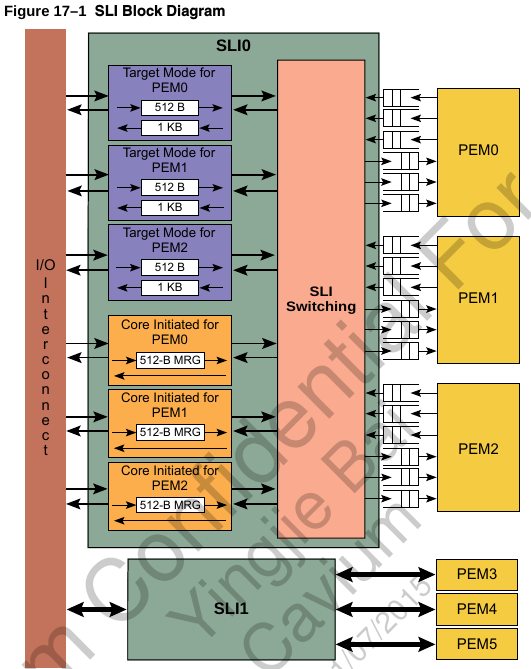 Figure 17–1 SLI Block Diagram
SLI0
Target Mode for
PEM0
512 B
1 KB
Target Mode for
PEM1
512 B
1 KB
Target Mode for
PEM2
512 B
1 KB
Core Initiated for
PEM0
512-B MRG
Core Initiated for
PEM1
512-B MRG
Core Initiated for
PEM2
512-B MRG
I/O
I
n
t
e
r
c
o
n
n
e
c
t
SLI
Switching
PEM0
PEM1
PEM2
SLI1
PEM3
PEM4
PEM5
m Confidential For
Yingjie Bai
Cavium
1/07/2015